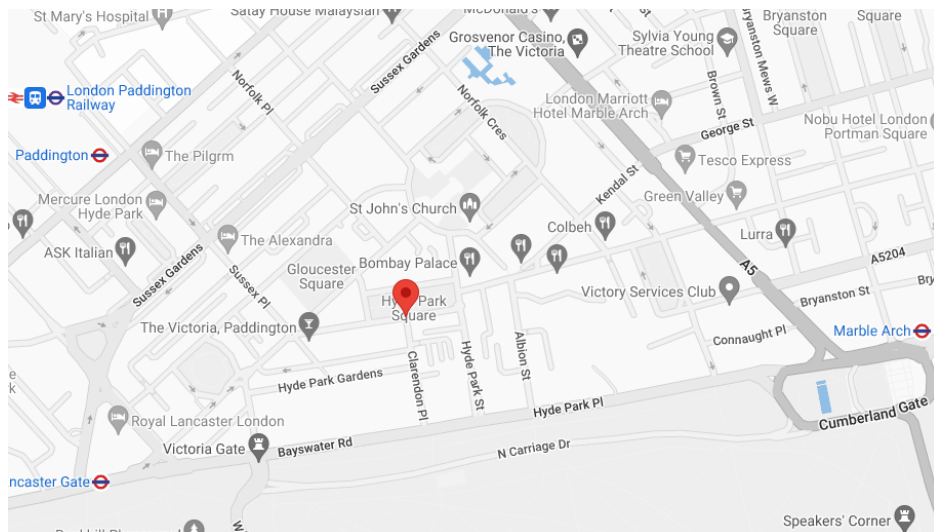 St Mary's Hospital
Satay House Malaysian
McDonald's
Grosvenor Casino,
The Victoria
Sylvia Young
Theatre School
Bryanston
Square
Square
Bryanston Mews W
Brown St
Sussex Gardens
Norfolk Pl
London Paddington
Railway
Norfolk Cres
London Marriott
Hotel Marble Arch
George St
Nobu Hotel London
Portman Square
Paddington
The Pilgrm
Tesco Express
Kendal St
Green Valley
Mercure London
Hyde Park
St John's Church
Colbeh
Lurra
ASK Italian
The Alexandra
Sussex Gardens
Sussex Pl
Gloucester
Square
Bombay Palace
A5
A5204
Victory Services Club
Bryanston St
Hyde Park
Square
The Victoria, Paddington
Connaught Pl
Marble Arch
Clarendon Pl
Hyde Park St
Albion St
Hyde Park Gardens
Hyde Park Pl
Cumberland Gate
Royal Lancaster London
Victoria Gate
Bayswater Rd
N Carriage Dr
ncaster Gate
Speakers' Corner